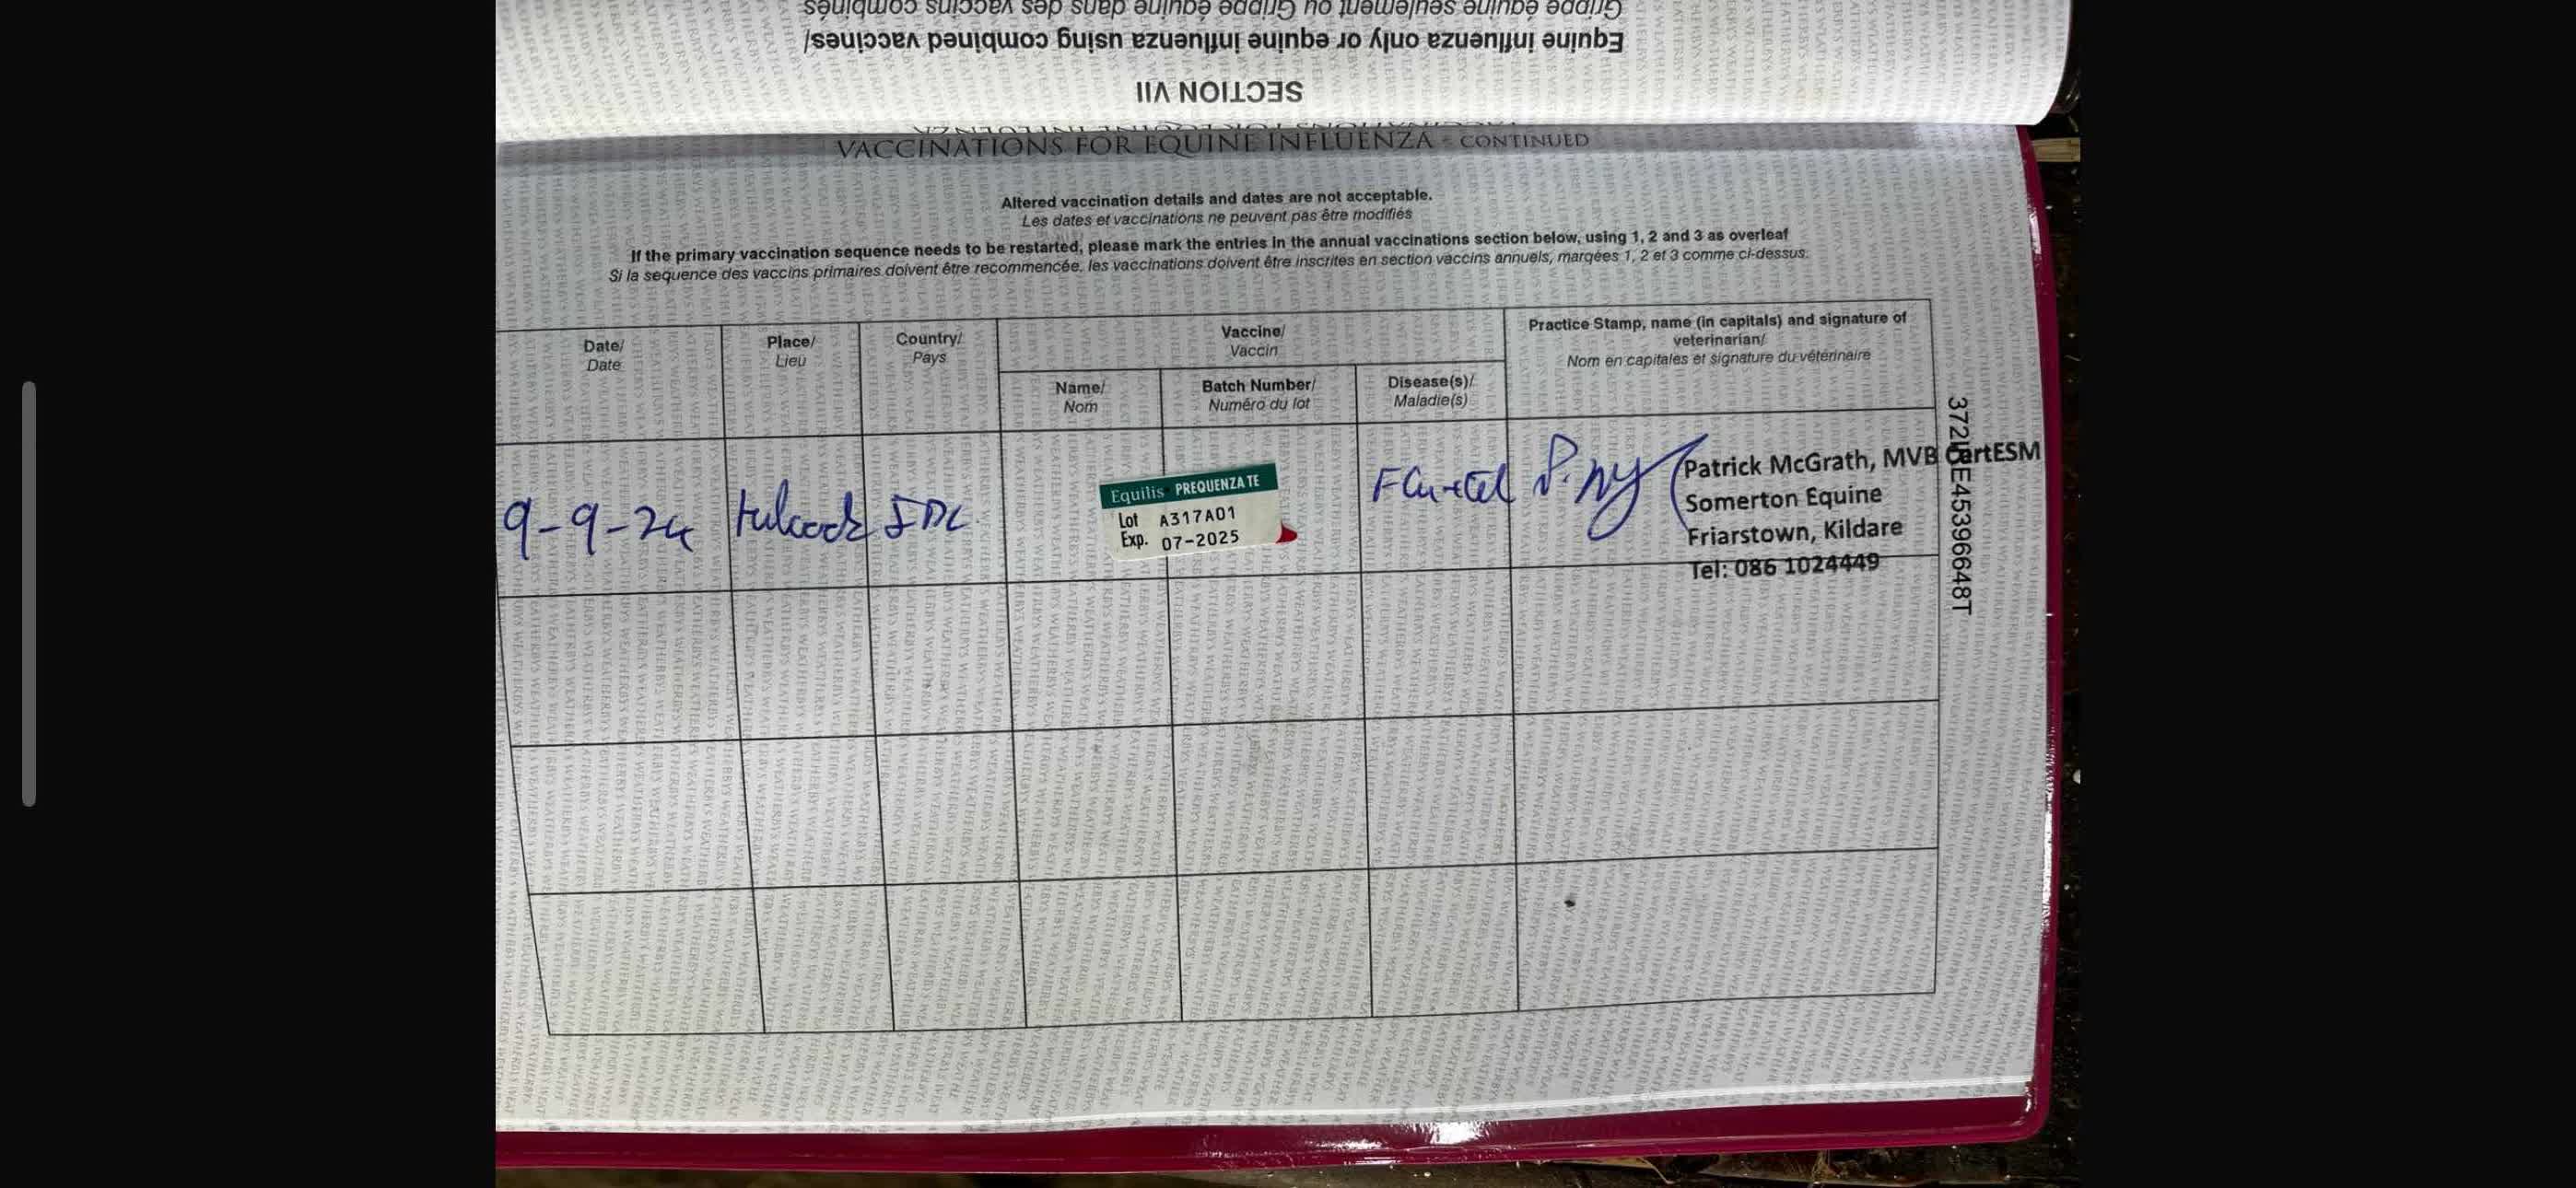 Grippe équine seulement ou Grippe équine dans des vaccins combinés
Equine influenza only or equine influenza using combined vaccines/
SECTION VII
VACCINATIONS FOR EQUINE INFLUENZA - CONTINUED
Altered vaccination details and dates are not acceptable.
Les dates et vaccinations ne peuvent pas être modifiés
If the primary vaccination sequence needs to be restarted, please mark the entries in the annual vaccinations section below, using 1, 2 and 3 as overleaf
Si la sequence des vaccins primaires doivent être recommencée, les vaccinations doivent être inscrites en section vaccins annuels, marqées 1, 2 et 3 comme ci-dessus.
Date/
Date
Place/
Lieu
Country/
Pays
Vaccine/
Vaccin
Name/
Nom
Batch Number/
Numéro du lot
Disease(s)/
Maladie(s)
Practice Stamp, name (in capitals) and signature of
veterinarian/
Nom en capitales et signature du vétérinaire
9-9-24
Equilis PREQUENZA TE
Lot A317A01
Exp. 07-2025
Patrick McGrath, MVB CertESM
Somerton Equine
Friarstown, Kildare
Tel: 086 1024449
372IRE45396648T